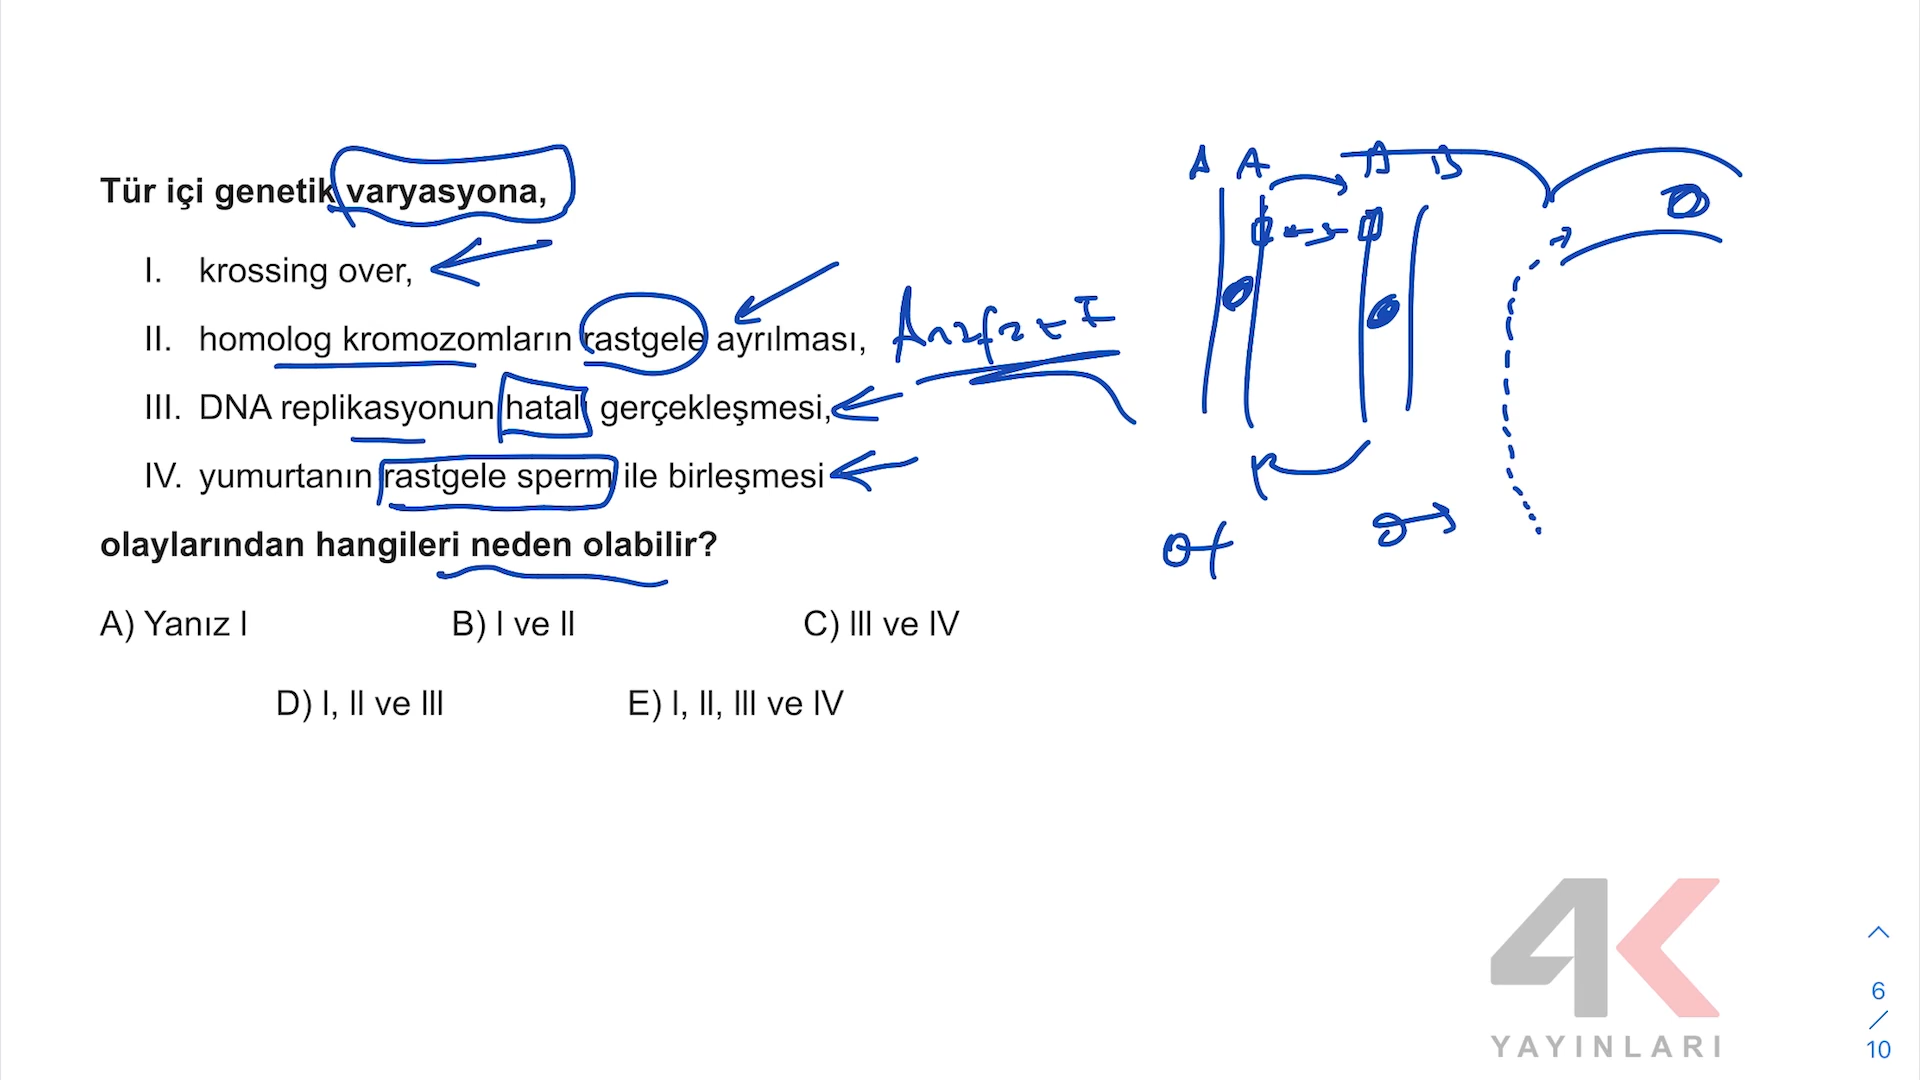 Tür içi genetik varyasyona,
I. krossing over,
II. homolog kromozomların rastgele ayrılması,
III. DNA replikasyonun hatalı gerçekleşmesi,
IV. yumurtanın rastgele sperm ile birleşmesi
olaylarından hangileri neden olabilir?
A) Yanız I B) I ve II C) III ve IV
D) I, II ve III E) I, II, III ve IV
Anafaz-I
A A B B
4K
YAYINLARI
6
/
10